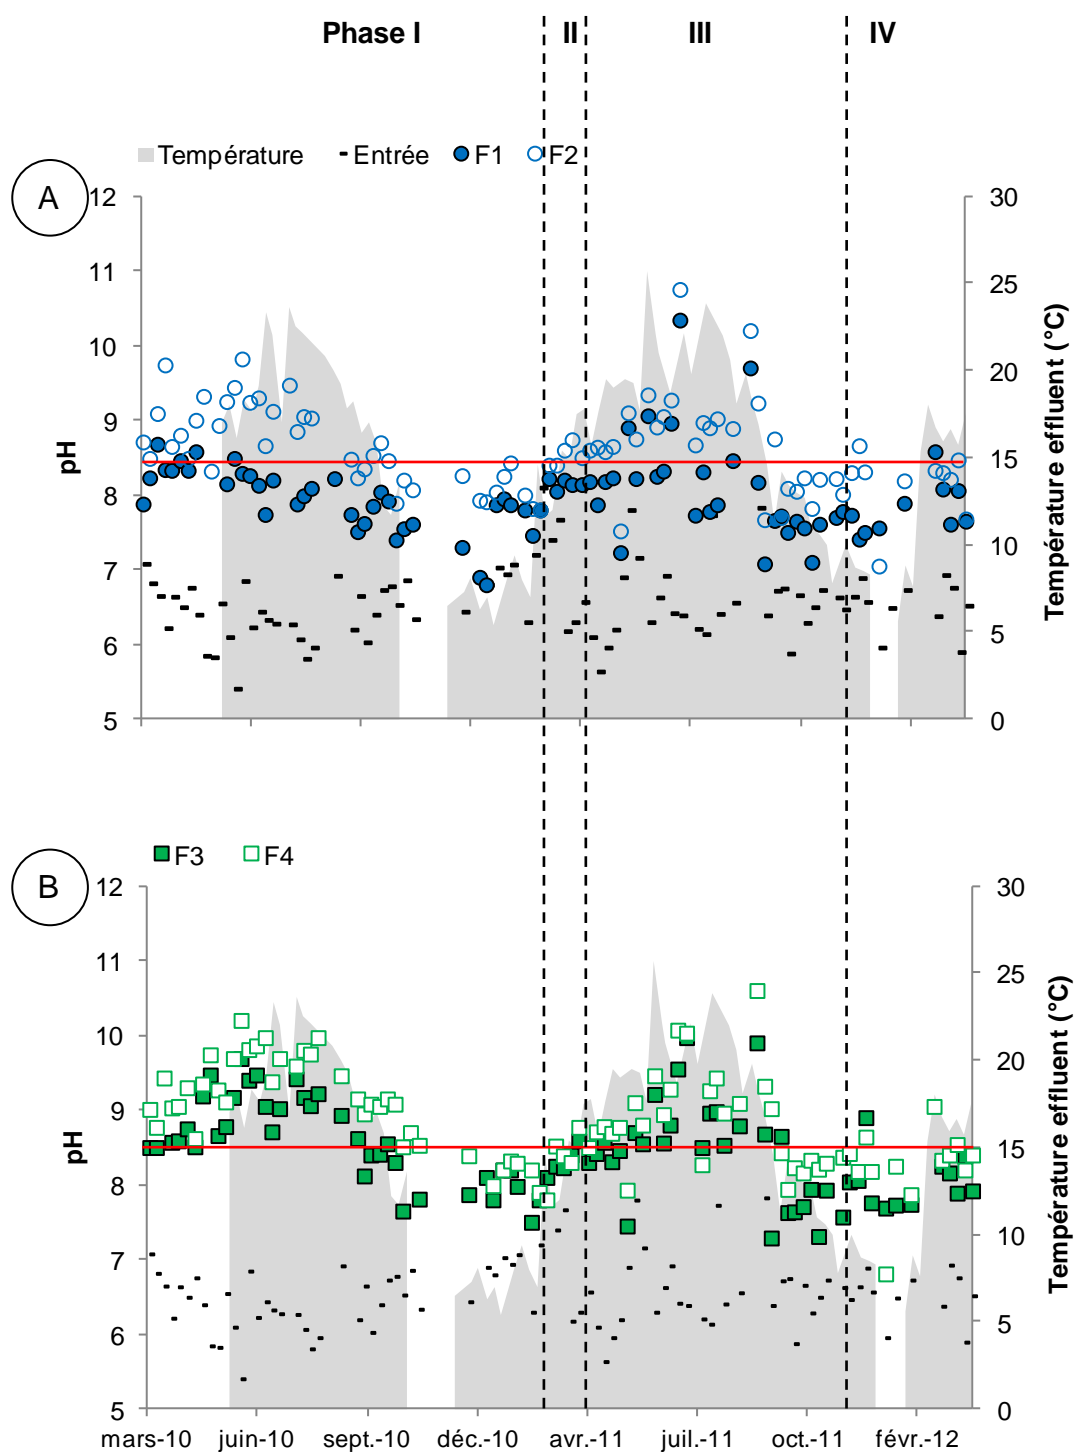 Phase I II III IV
Température Entrée F1 F2
A
12 30
11 25
10 20
9 15
8 10
7 5
6 0
5
pH
Température effluent (°C)
F3 F4
B
12 30
11 25
10 20
9 15
8 10
7 5
6 0
5
pH
Température effluent (°C)
mars-10 juin-10 sept.-10 déc.-10 avr.-11 juil.-11 oct.-11 févr.-12